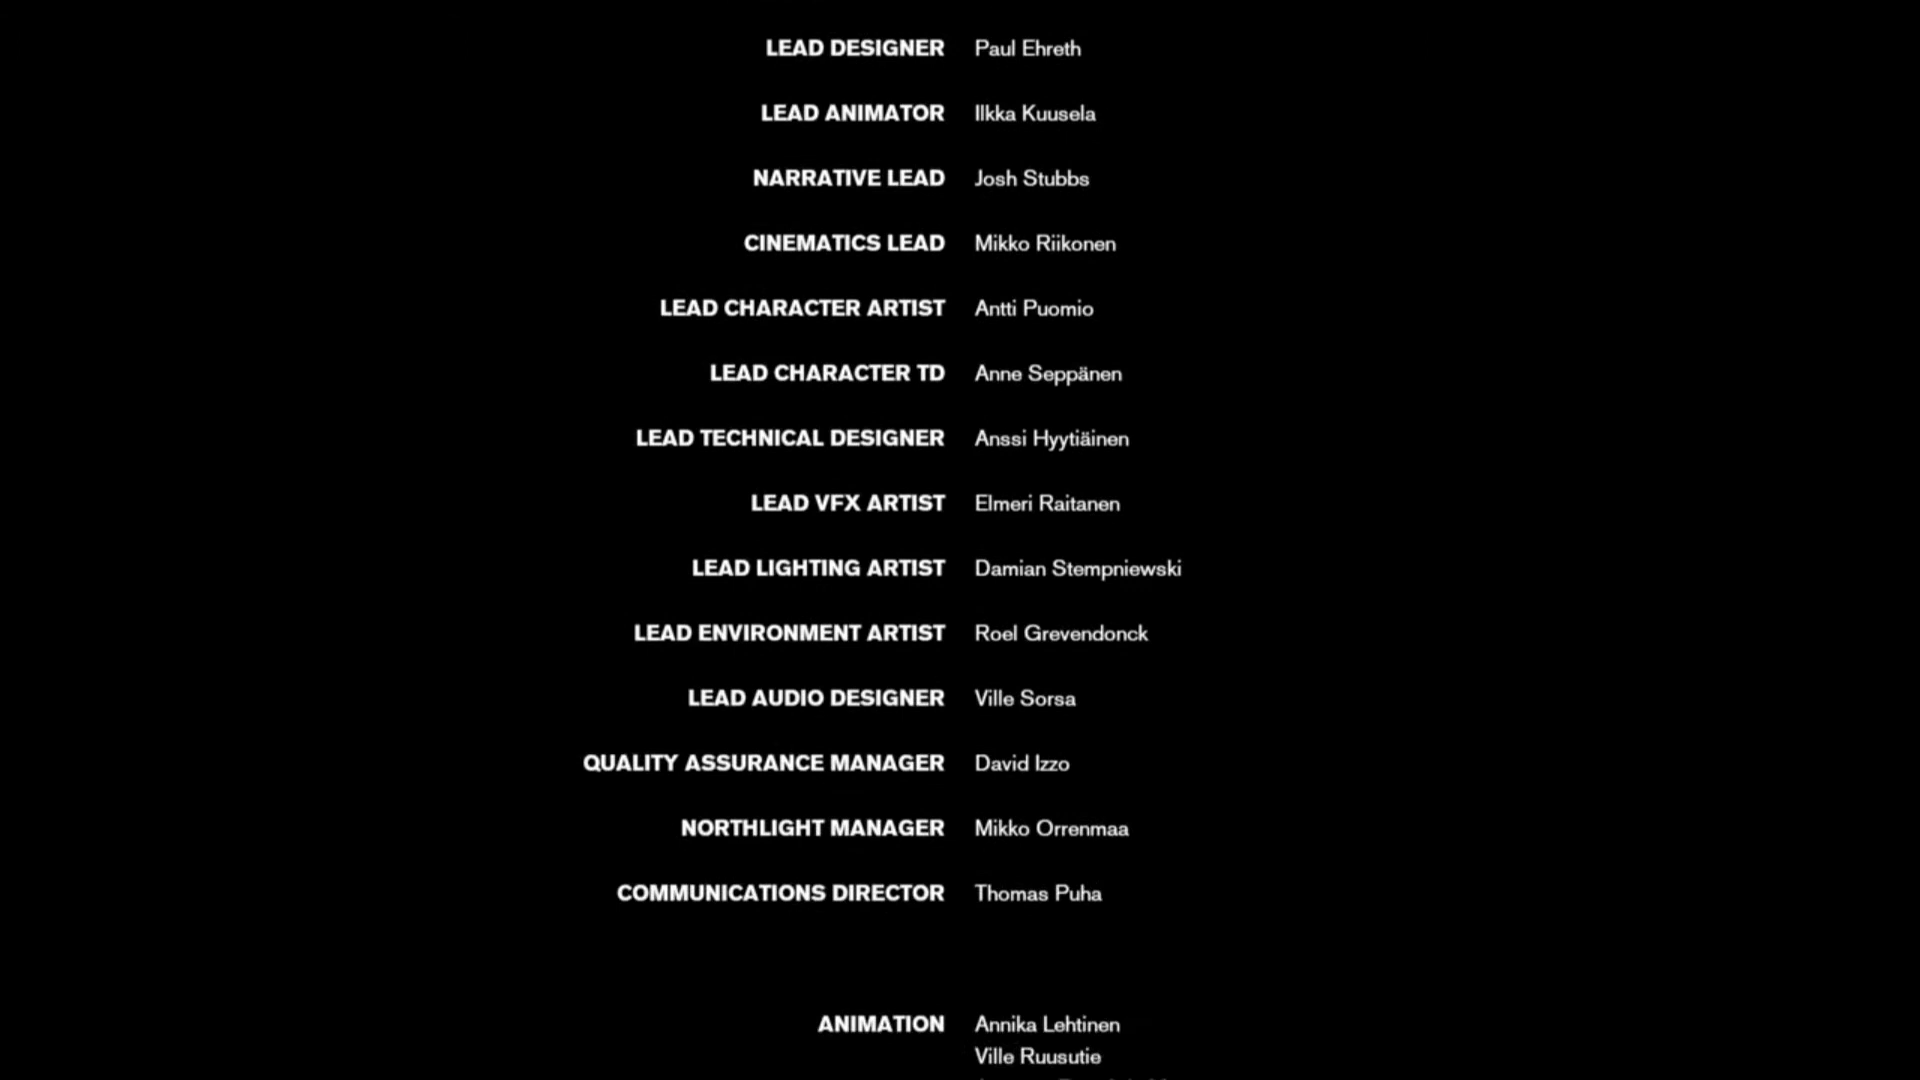 LEAD DESIGNER Paul Ehreth
LEAD ANIMATOR Ilkka Kuusela
NARRATIVE LEAD Josh Stubbs
CINEMATICS LEAD Mikko Riikonen
LEAD CHARACTER ARTIST Antti Puomio
LEAD CHARACTER TD Anne Seppänen
LEAD TECHNICAL DESIGNER Anssi Hyytiäinen
LEAD VFX ARTIST Elmeri Raitanen
LEAD LIGHTING ARTIST Damian Stempniewski
LEAD ENVIRONMENT ARTIST Roel Grevendonck
LEAD AUDIO DESIGNER Ville Sorsa
QUALITY ASSURANCE MANAGER David Izzo
NORTHLIGHT MANAGER Mikko Orrenmaa
COMMUNICATIONS DIRECTOR Thomas Puha
ANIMATION Annika Lehtinen
Ville Ruusutie